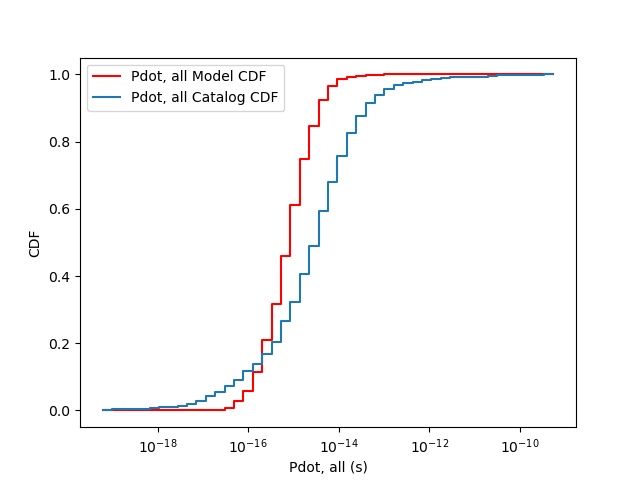 Pdot, all Model CDF
Pdot, all Catalog CDF
1.0
0.8
0.6
0.4
0.2
0.0
CDF
10⁻¹⁸
10⁻¹⁶
10⁻¹⁴
10⁻¹²
10⁻¹⁰
Pdot, all (s)